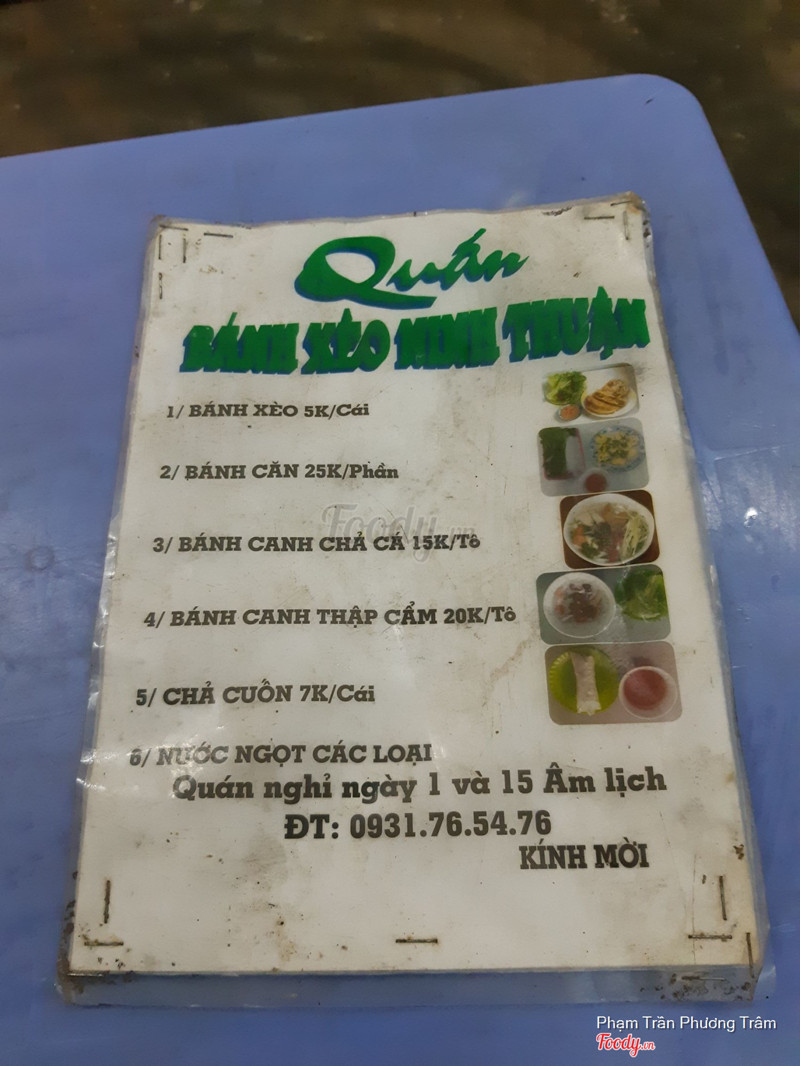 Quán
BÁNH XÈO NINH THUẬN
1/ BÁNH XÈO 5K/Cái
2/ BÁNH CĂN 25K/Phần
Foody.vn
3/ BÁNH CANH CHẢ CÁ 15K/Tô
4/ BÁNH CANH THẬP CẨM 20K/Tô
5/ CHẢ CUỐN 7K/Cái
6/ NƯỚC NGỌT CÁC LOẠI
Quán nghỉ ngày 1 và 15 Âm lịch
ĐT: 0931.76.54.76
KÍNH MỜI
Phạm Trần Phương Trâm
Foody.vn